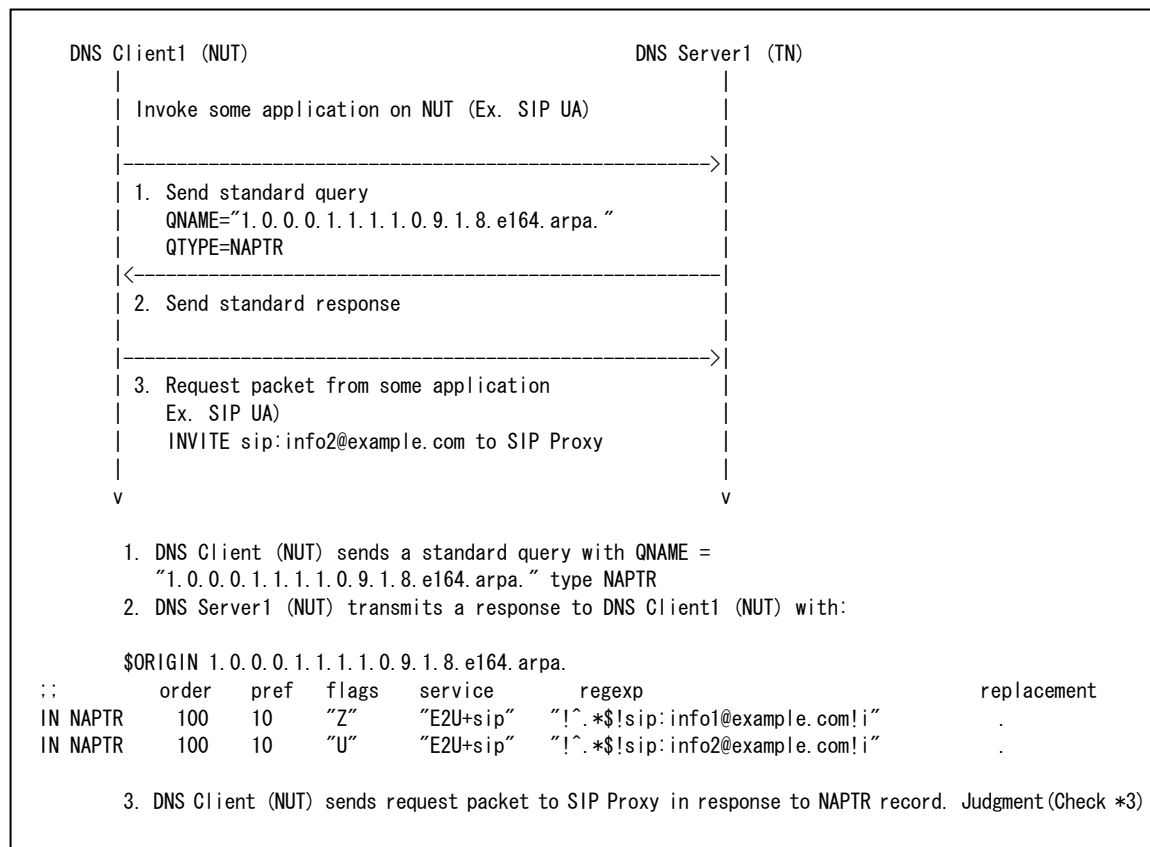 DNS Client1 (NUT) DNS Server1 (TN)
Invoke some application on NUT (Ex. SIP UA)
1. Send standard query
QNAME="1.0.0.0.1.1.1.1.0.9.1.8.e164.arpa."
QTYPE=NAPTR
2. Send standard response
3. Request packet from some application
Ex. SIP UA)
INVITE sip:info2@example.com to SIP Proxy
v v
1. DNS Client (NUT) sends a standard query with QNAME =
"1.0.0.0.1.1.1.1.0.9.1.8.e164.arpa." type NAPTR
2. DNS Server1 (NUT) transmits a response to DNS Client1 (NUT) with:
$ORIGIN 1.0.0.0.1.1.1.1.0.9.1.8.e164.arpa.
;; order pref flags service regexp replacement
IN NAPTR 100 10 "Z" "E2U+sip" "!^.*$!sip:info1@example.com!i" .
IN NAPTR 100 10 "U" "E2U+sip" "!^.*$!sip:info2@example.com!i" .
3. DNS Client (NUT) sends request packet to SIP Proxy in response to NAPTR record. Judgment(Check *3)